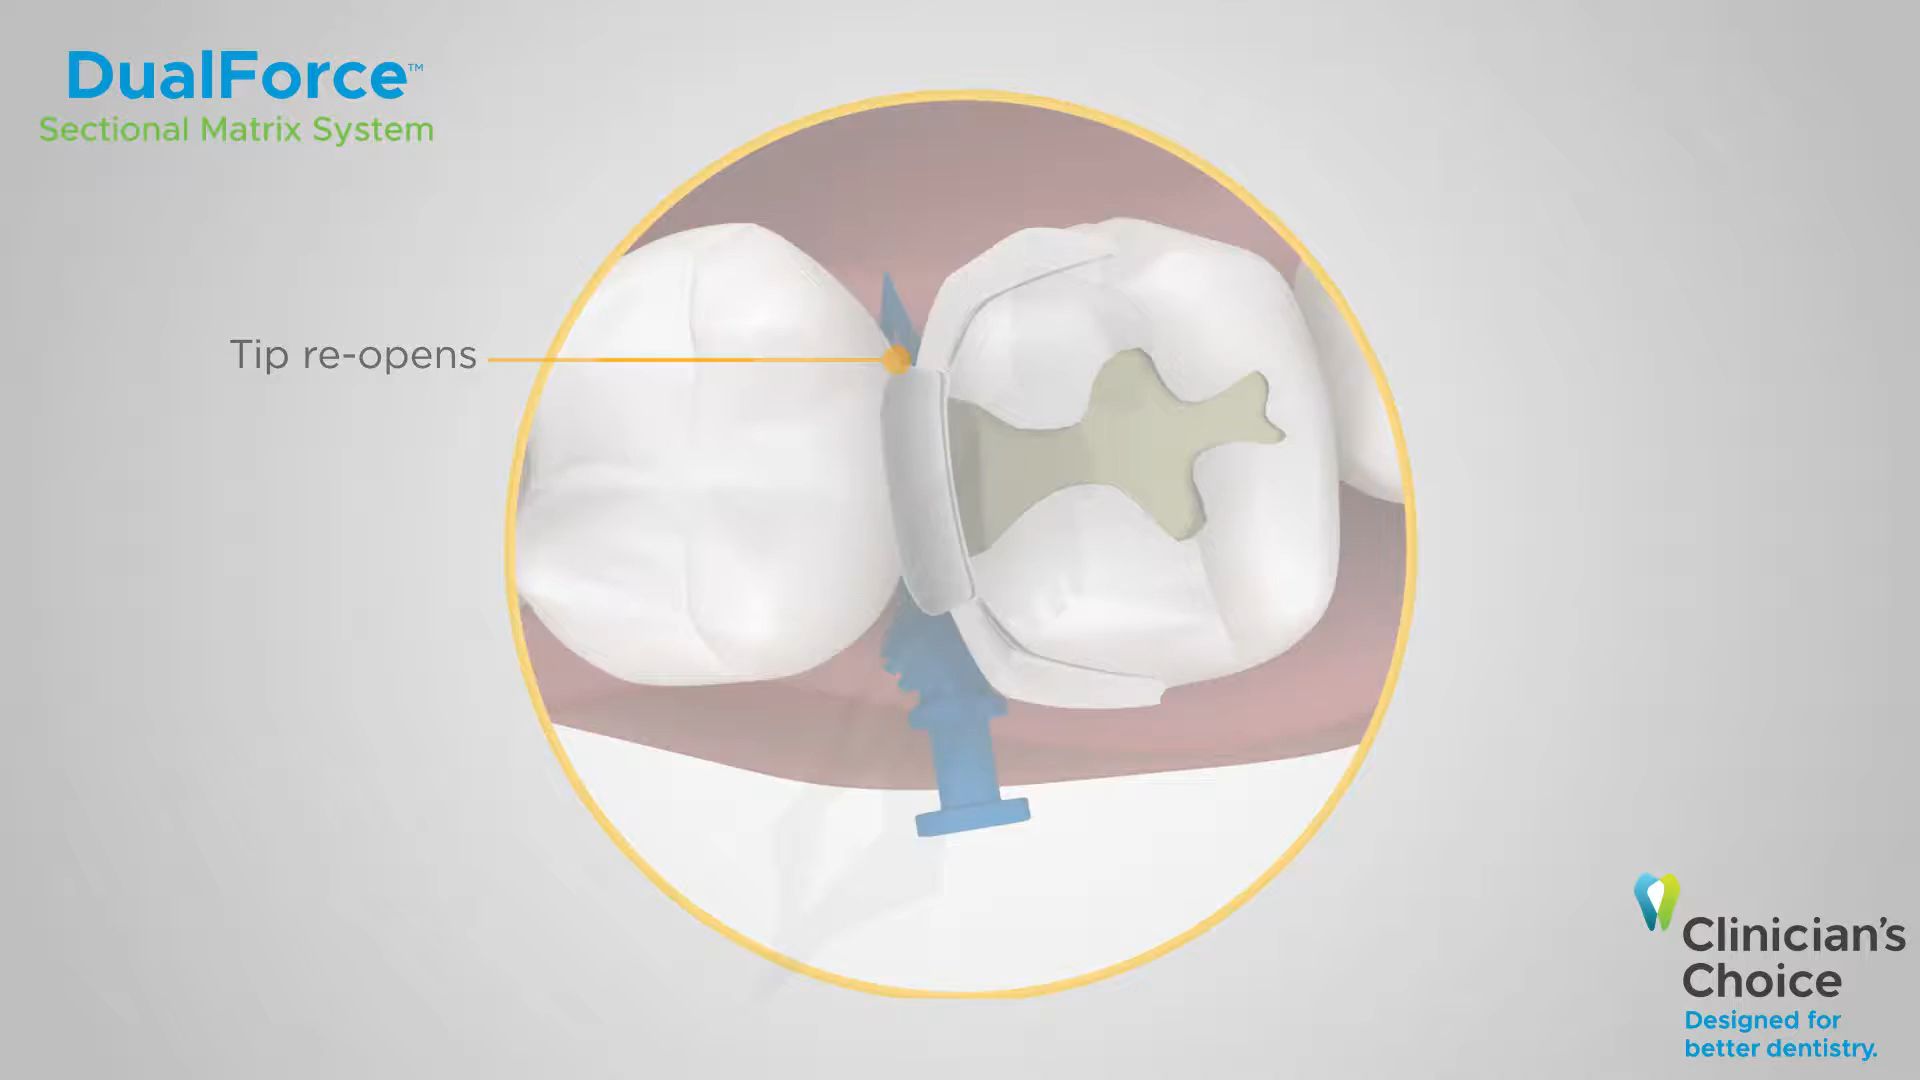 DualForce™
Sectional Matrix System
Tip re-opens
Clinician's
Choice
Designed for
better dentistry.